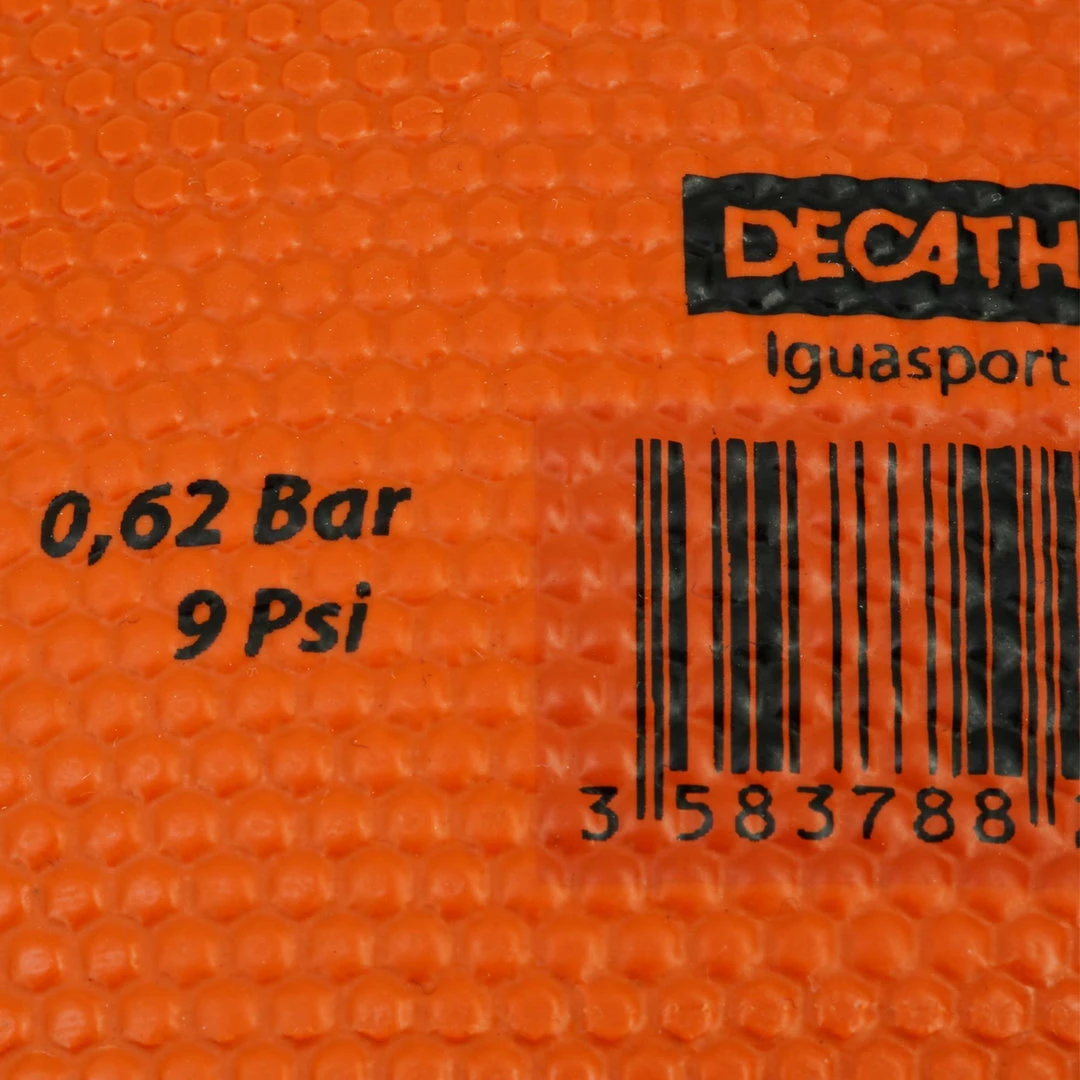 DECATH
Iguasport
0,62 Bar
9 Psi
3 583788